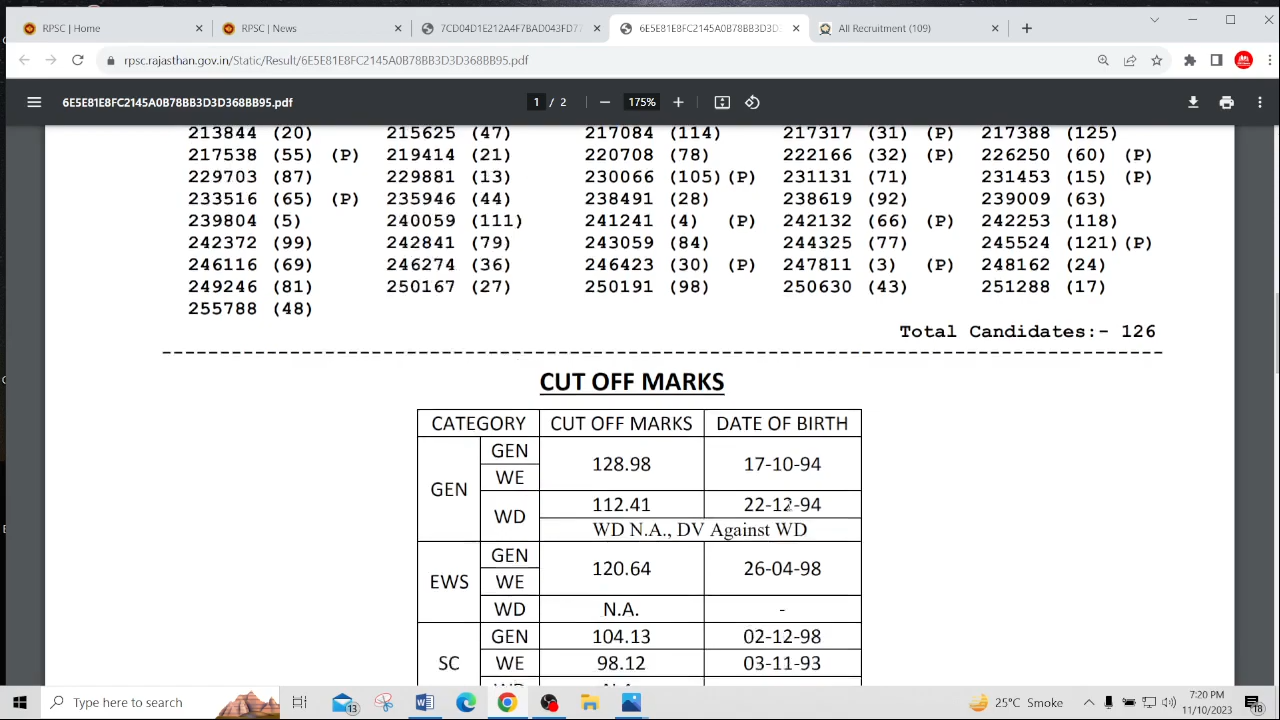 RPSC | Home
RPSC | News
7CD04D1E212A4F7BAD043FD77
6E5E81E8FC2145A0B78BB3D3D
All Recruitment (109)
rpsc.rajasthan.gov.in/Static/Result/6E5E81E8FC2145A0B78BB3D3D368BB95.pdf
6E5E81E8FC2145A0B78BB3D3D368BB95.pdf
1 / 2
175%
213844 (20) 215625 (47) 217084 (114) 217317 (31) (P) 217388 (125)
217538 (55) (P) 219414 (21) 220708 (78) 222166 (32) (P) 226250 (60) (P)
229703 (87) 229881 (13) 230066 (105)(P) 231131 (71) 231453 (15) (P)
233516 (65) (P) 235946 (44) 238491 (28) 238619 (92) 239009 (63)
239804 (5) 240059 (111) 241241 (4) (P) 242132 (66) (P) 242253 (118)
242372 (99) 242841 (79) 243059 (84) 244325 (77) 245524 (121)(P)
246116 (69) 246274 (36) 246423 (30) (P) 247811 (3) (P) 248162 (24)
249246 (81) 250167 (27) 250191 (98) 250630 (43) 251288 (17)
255788 (48)
Total Candidates:- 126
CUT OFF MARKS
CATEGORY CUT OFF MARKS DATE OF BIRTH
GEN GEN 128.98 17-10-94
WE
WD 112.41 22-12-94
WD N.A., DV Against WD
EWS GEN 120.64 26-04-98
WE
WD N.A. -
SC GEN 104.13 02-12-98
WE 98.12 03-11-93
Type here to search
13
25°C Smoke
7:20 PM
11/10/2023
18